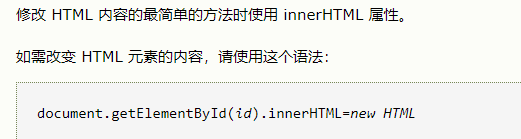 修改 HTML 内容的最简单的方法时使用 innerHTML 属性。
如需改变 HTML 元素的内容，请使用这个语法：
document.getElementById(id).innerHTML=new HTML